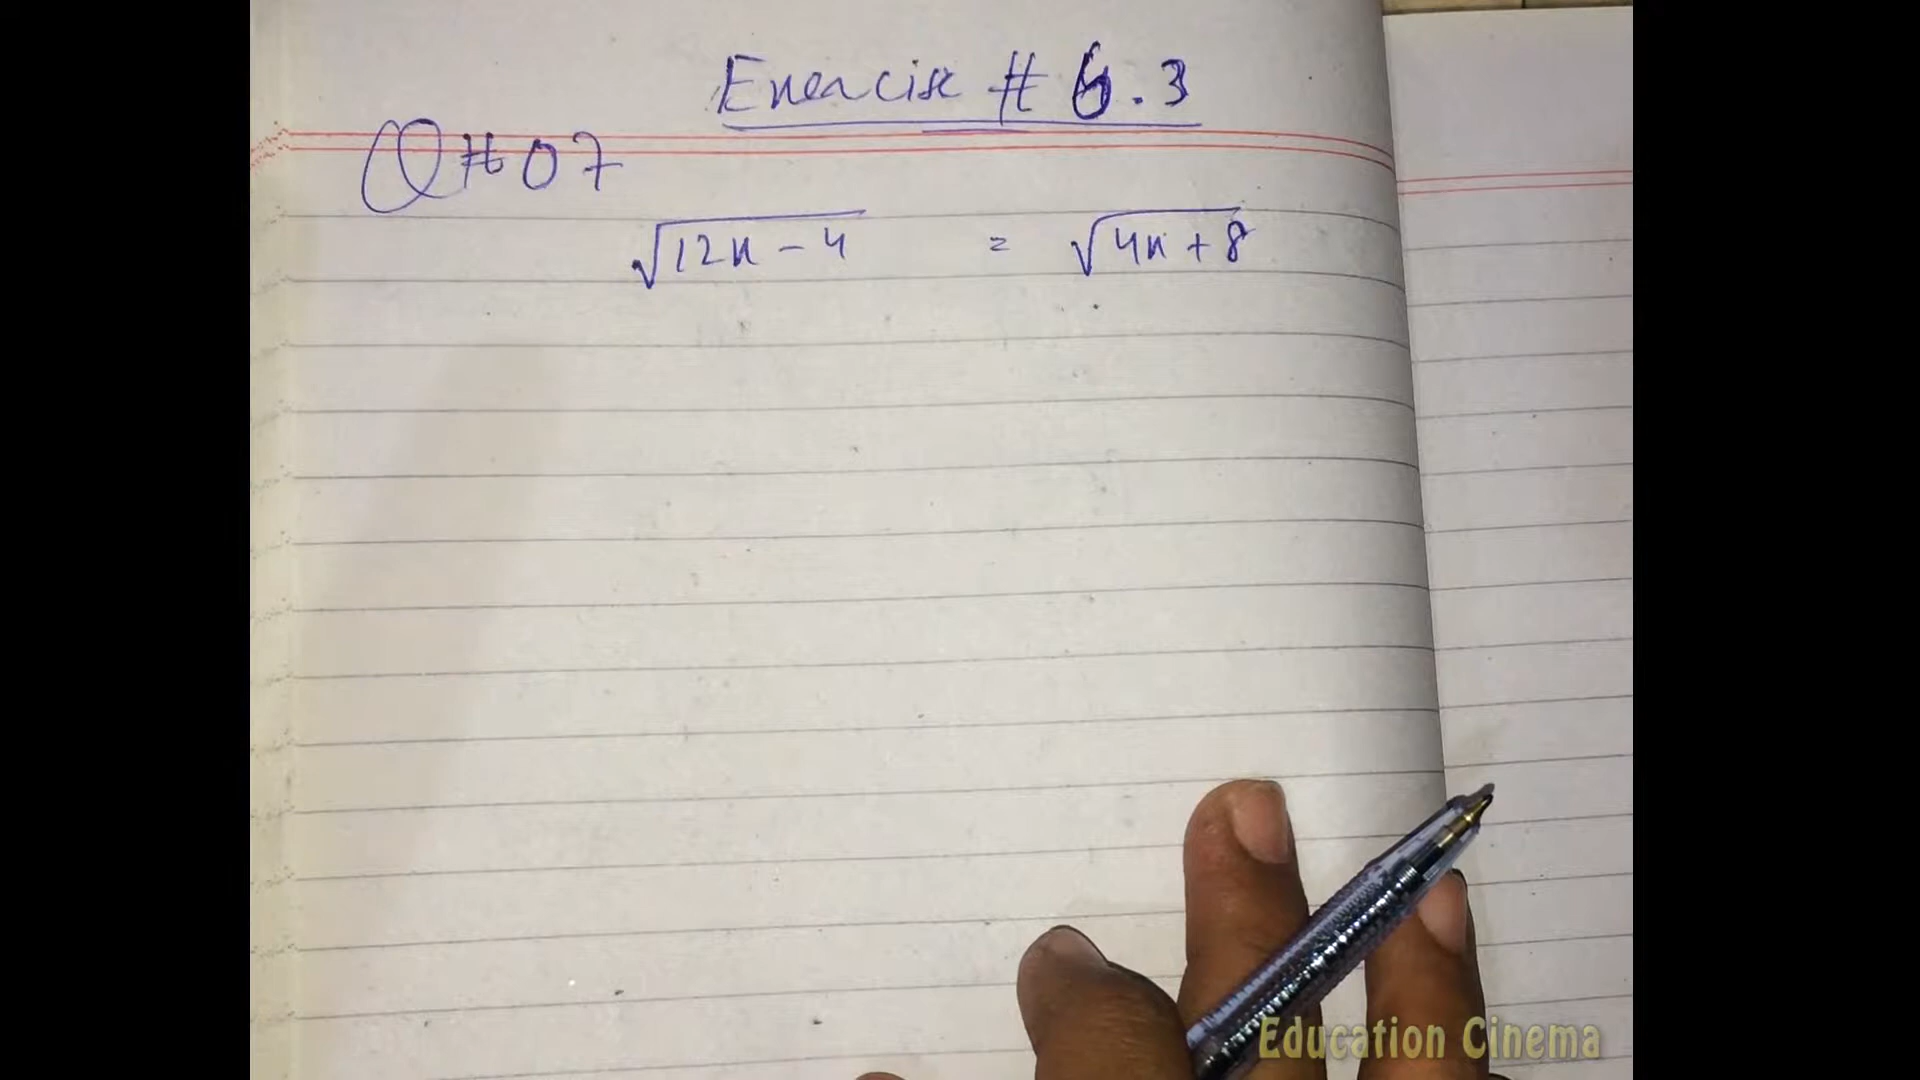 Exercise # 6.3
Q#07
√12x - 4 = √4x + 8
Education Cinema